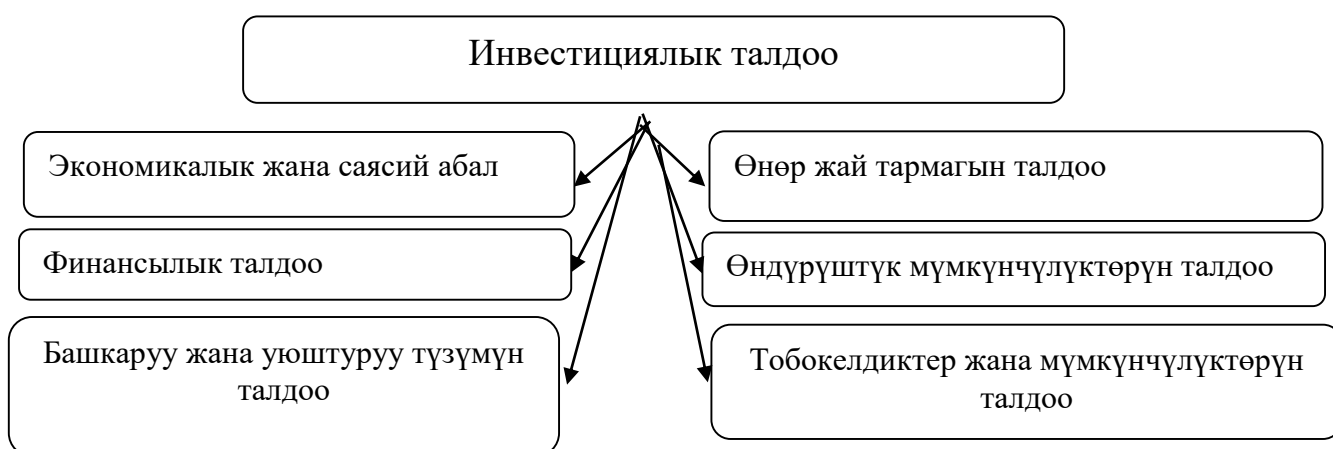 Инвестициялык талдоо
Экономикалык жана саясий абал
Өнөр жай тармагын талдоо
Финансылык талдоо
Өндүрүштүк мүмкүнчүлүктөрүн талдоо
Башкаруу жана уюштуруу түзүмүн
талдоо
Тобокелдиктер жана мүмкүнчүлүктөрүн
талдоо